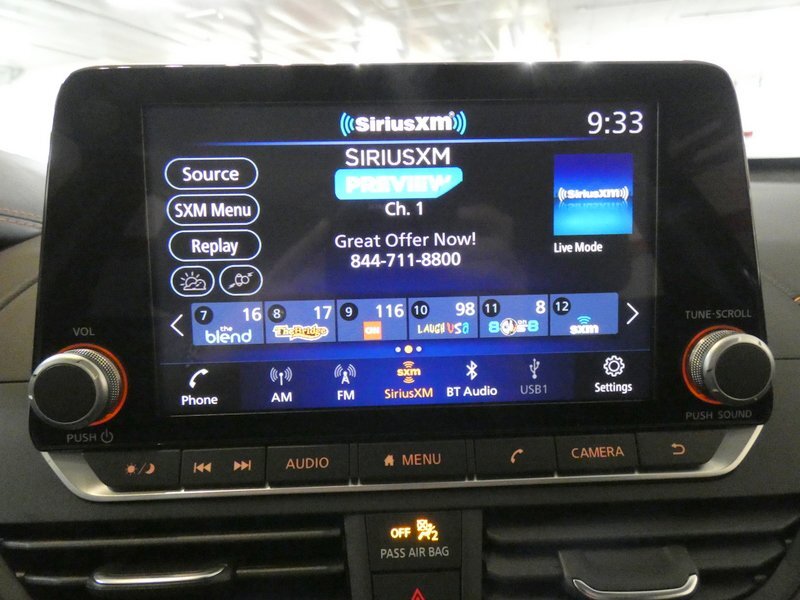 SiriusXM
9:33
SIRIUSXM
PREVIEW
Ch. 1
Great Offer Now!
844-711-8800
Source
SXM Menu
Replay
SiriusXM
Live Mode
7 16 the blend
8 17 The Bridge
9 116
10 98 LAUGH USA
11 8 80s on 8
12 sxm
Phone
AM
FM
sxm
SiriusXM
BT Audio
USB1
Settings
VOL
PUSH
TUNE·SCROLL
PUSH SOUND
AUDIO
MENU
CAMERA
OFF 2
PASS AIR BAG